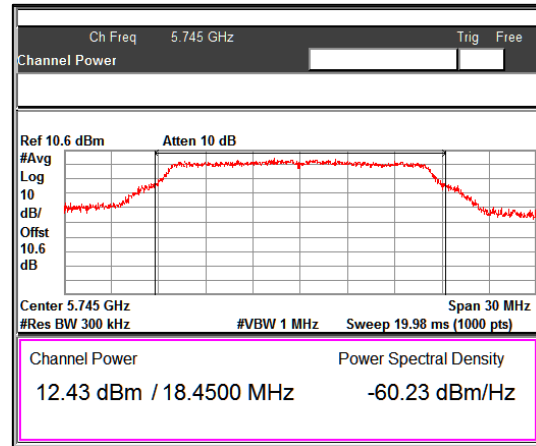 Ch Freq 5.745 GHz Trig Free
Channel Power
Ref 10.6 dBm Atten 10 dB
#Avg
Log
10
dB/
Offst
10.6
dB
Center 5.745 GHz Span 30 MHz
#Res BW 300 kHz #VBW 1 MHz Sweep 19.98 ms (1000 pts)
Channel Power Power Spectral Density
12.43 dBm / 18.4500 MHz -60.23 dBm/Hz